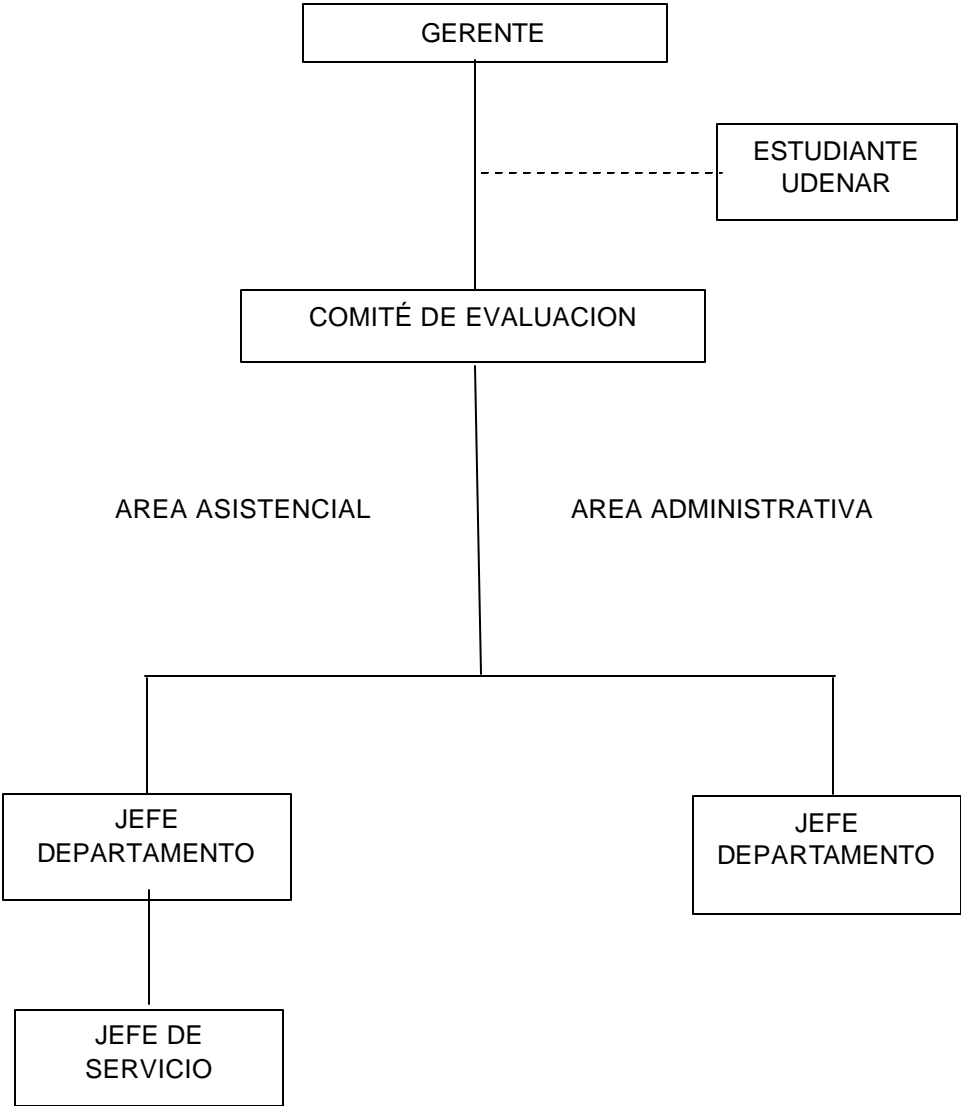 GERENTE
ESTUDIANTE
UDENAR
COMITÉ DE EVALUACION
AREA ASISTENCIAL
AREA ADMINISTRATIVA
JEFE
DEPARTAMENTO
JEFE
DEPARTAMENTO
JEFE DE
SERVICIO